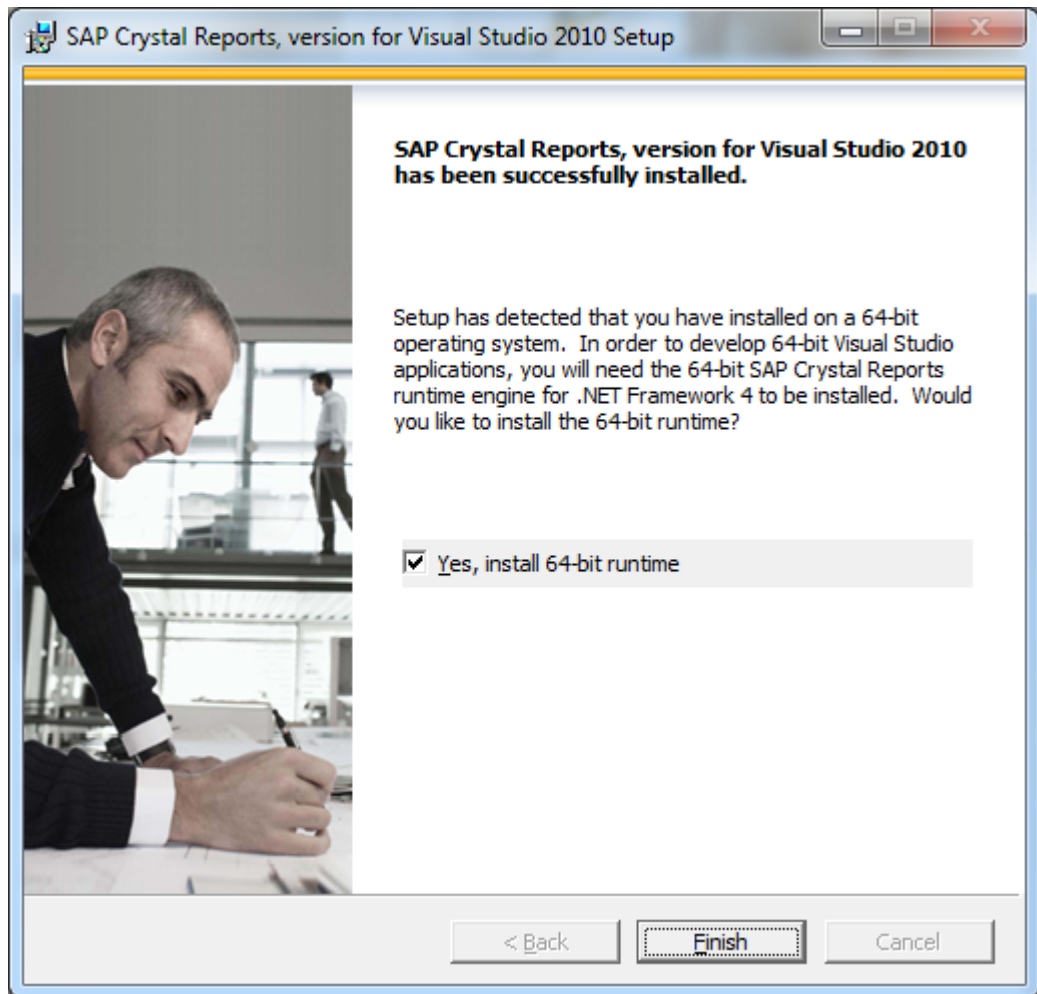 SAP Crystal Reports, version for Visual Studio 2010 Setup
SAP Crystal Reports, version for Visual Studio 2010
has been successfully installed.
Setup has detected that you have installed on a 64-bit
operating system.  In order to develop 64-bit Visual Studio
applications, you will need the 64-bit SAP Crystal Reports
runtime engine for .NET Framework 4 to be installed.  Would
you like to install the 64-bit runtime?
Yes, install 64-bit runtime
< Back
Finish
Cancel